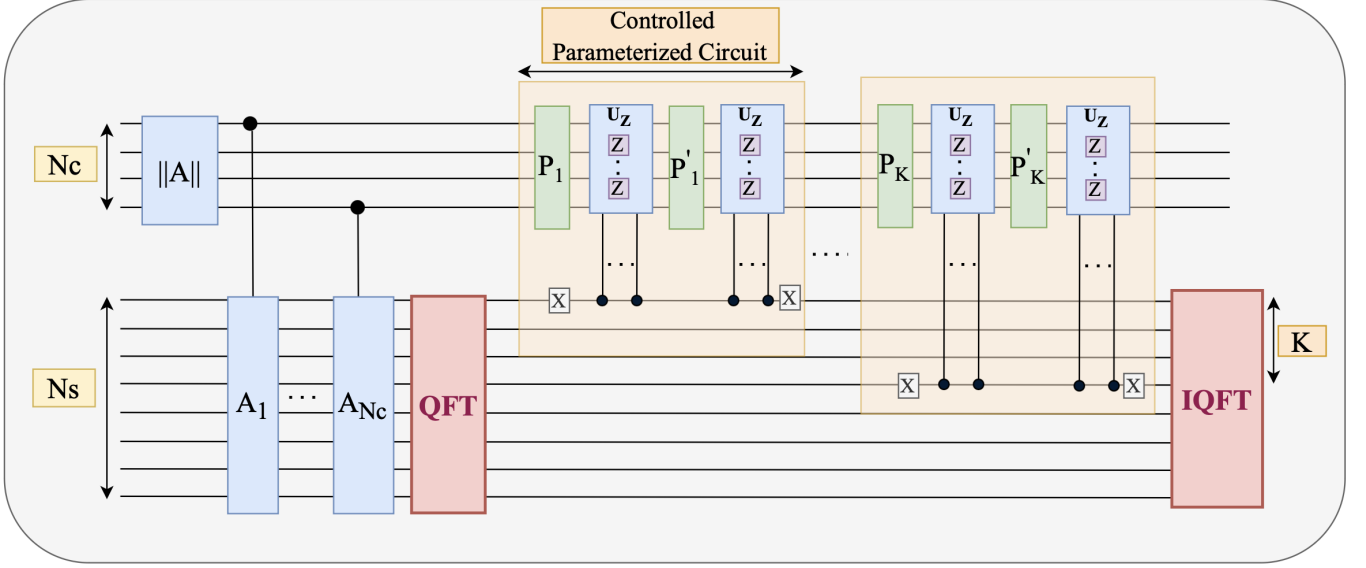 Controlled
Parameterized Circuit
Nc
||A||
P1
UZ
Z
Z
P'1
UZ
Z
Z
PK
UZ
Z
Z
P'K
UZ
Z
Z
X
X
X
X
Ns
A1
ANc
QFT
IQFT
K